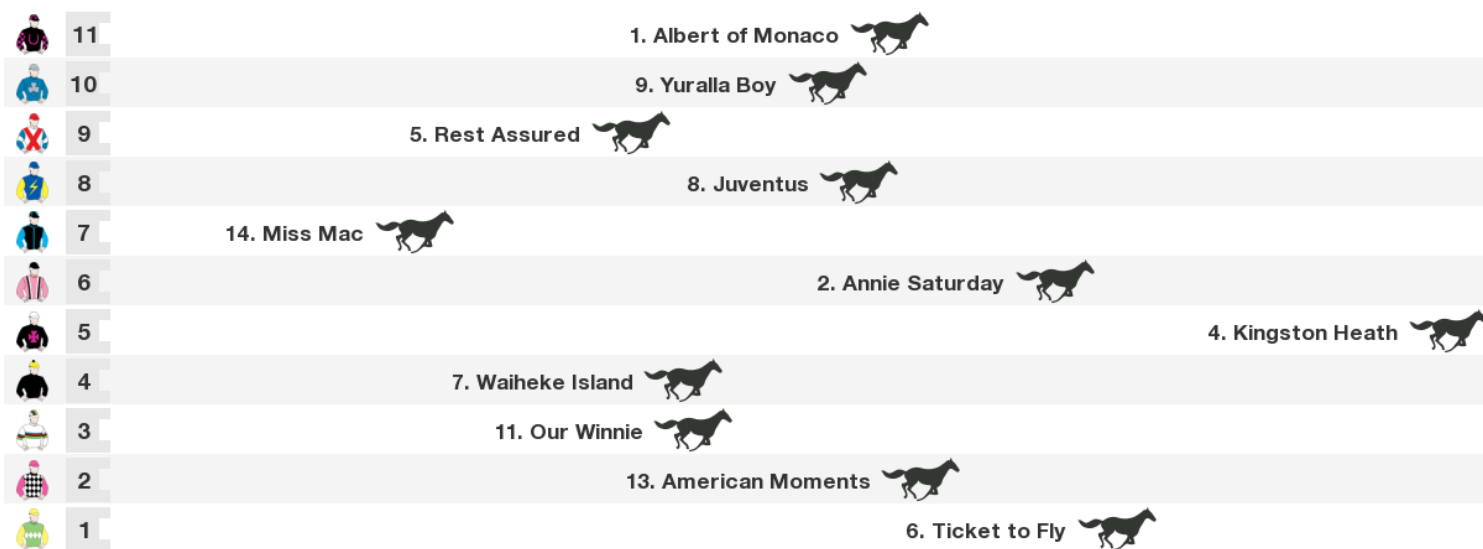 11 1. Albert of Monaco
10 9. Yuralla Boy
9 5. Rest Assured
8 8. Juventus
7 14. Miss Mac
6 2. Annie Saturday
5 4. Kingston Heath
4 7. Waiheke Island
3 11. Our Winnie
2 13. American Moments
1 6. Ticket to Fly